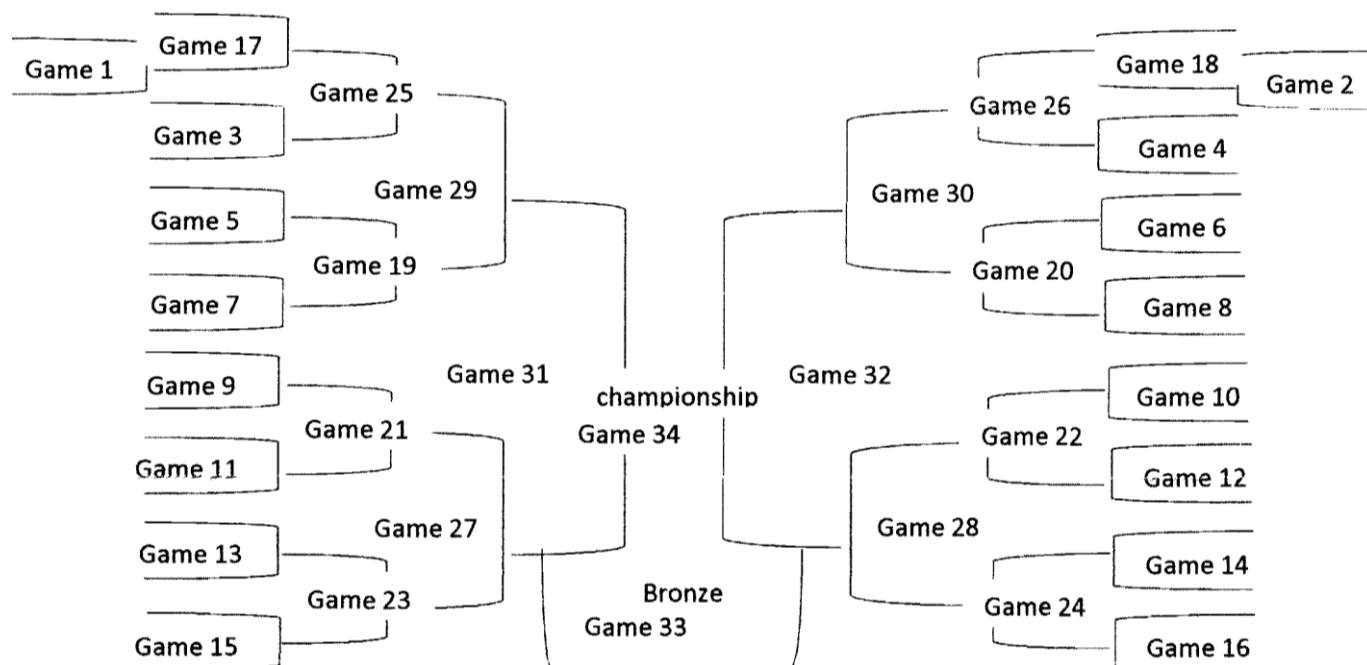 Game 17
Game 1
Game 25
Game 3
Game 29
Game 5
Game 19
Game 7
Game 31
Game 9
Game 21
Game 11
Game 27
Game 13
Game 23
Game 15
championship
Game 34
Bronze
Game 33
Game 18
Game 2
Game 26
Game 4
Game 30
Game 6
Game 20
Game 8
Game 32
Game 10
Game 22
Game 12
Game 28
Game 14
Game 24
Game 16